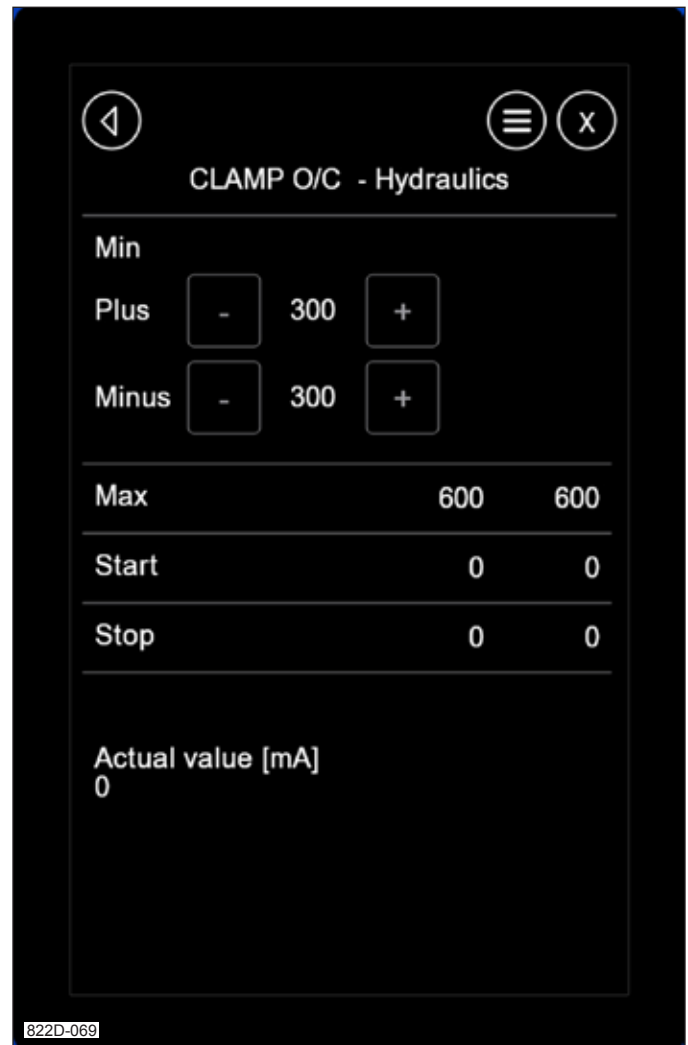 X
CLAMP O/C - Hydraulics
Min
Plus - 300 +
Minus - 300 +
Max 600 600
Start 0 0
Stop 0 0
Actual value [mA]
0
822D-069